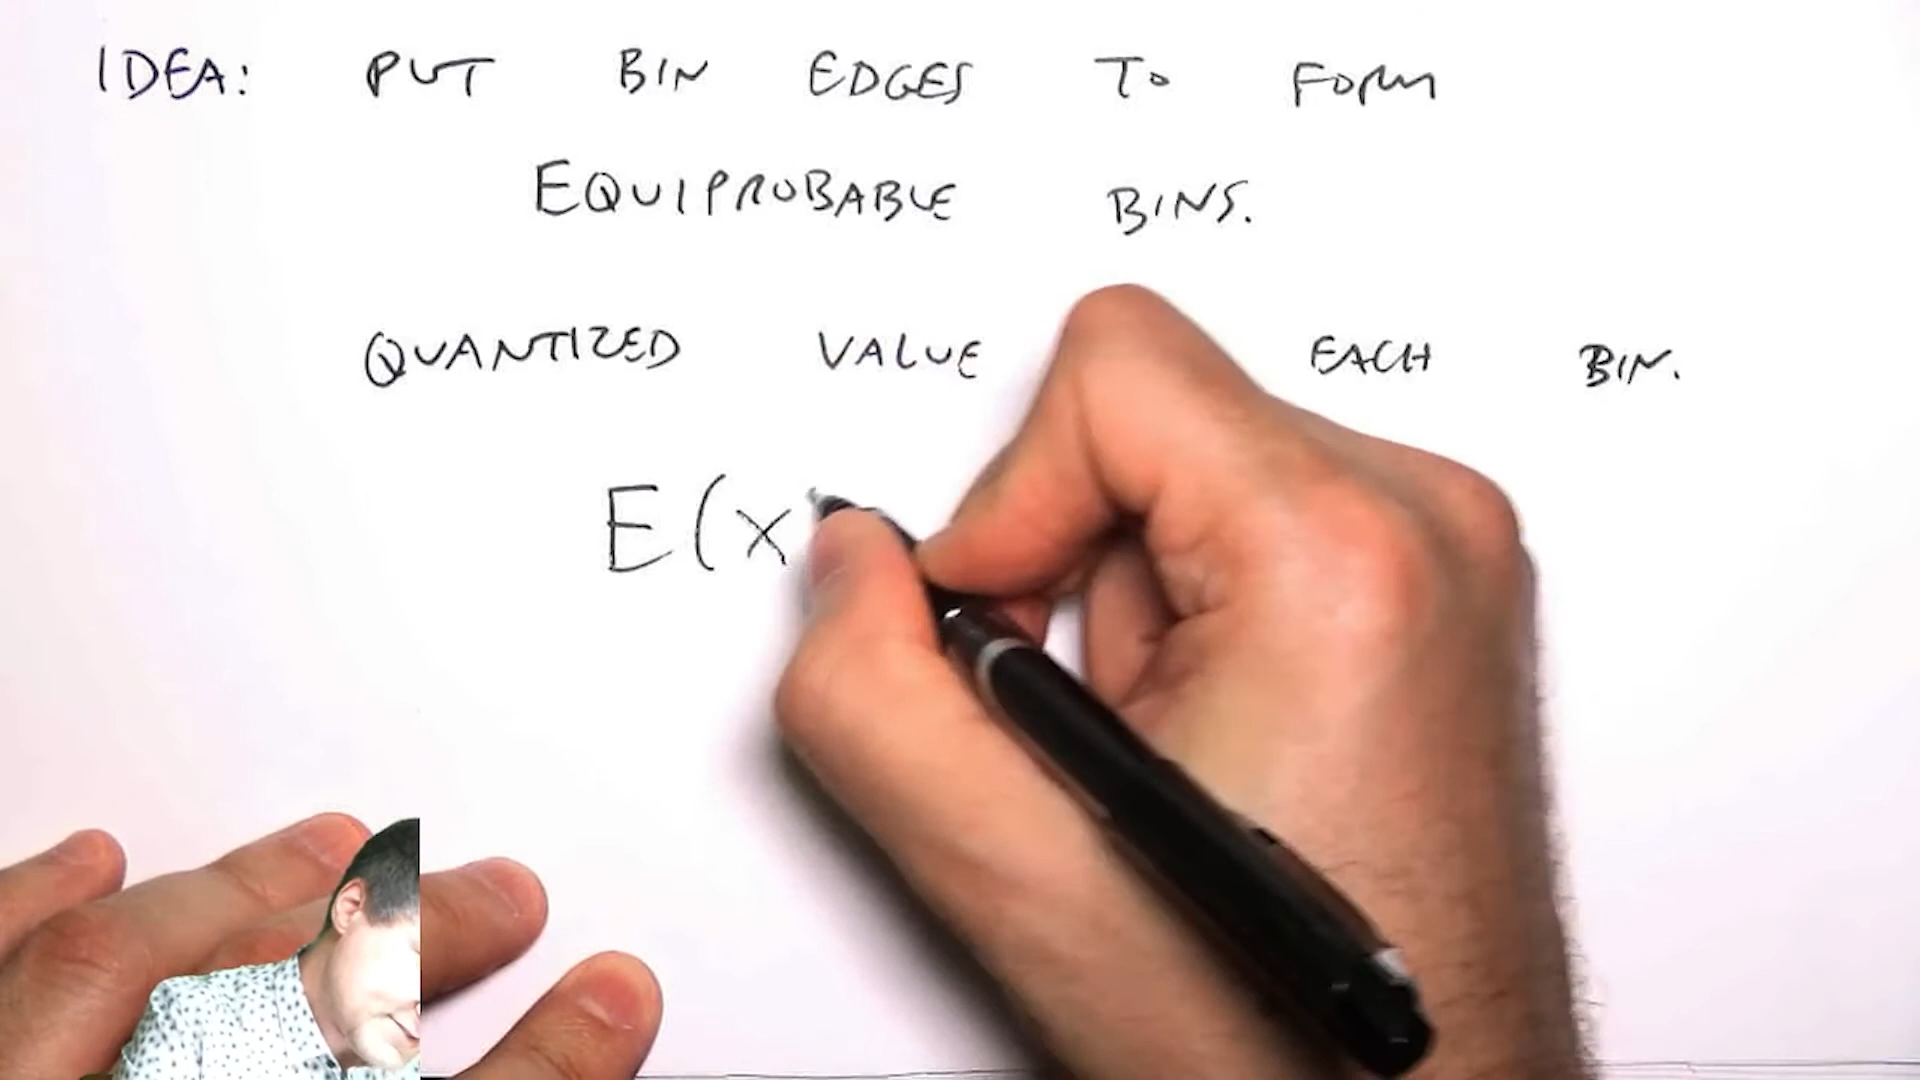 IDEA: PUT BIN EDGES TO FORM
EQUIPROBABLE BINS.
QUANTIZED VALUE EACH BIN.
E(x